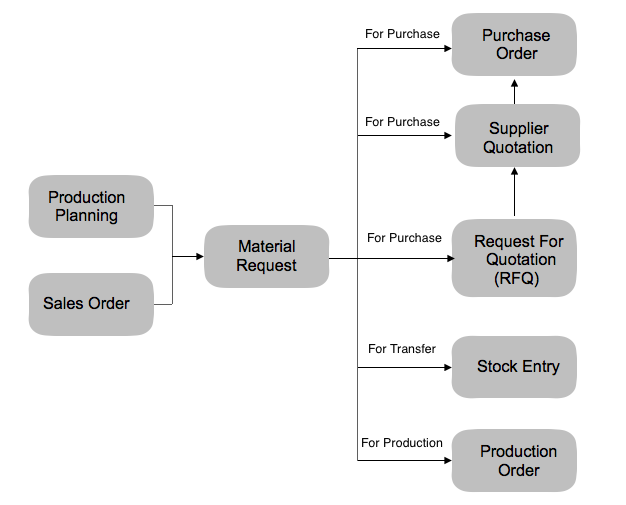 For Purchase
Purchase
Order
For Purchase
Supplier
Quotation
Production
Planning
Sales Order
Material
Request
For Purchase
Request For
Quotation
(RFQ)
For Transfer
Stock Entry
For Production
Production
Order